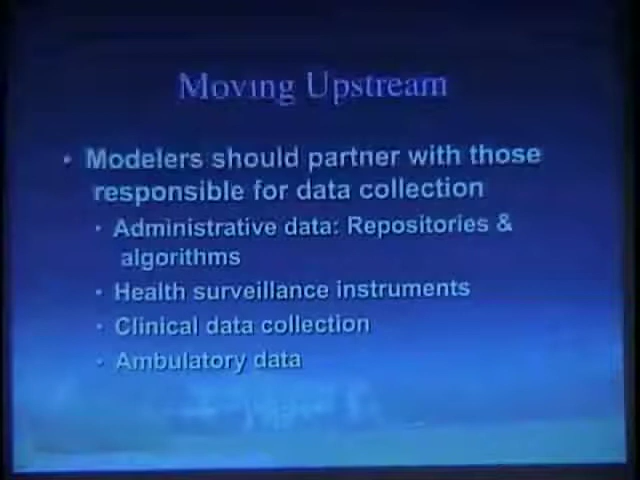 Moving Upstream
• Modelers should partner with those
responsible for data collection
• Administrative data: Repositories &
algorithms
• Health surveillance instruments
• Clinical data collection
• Ambulatory data